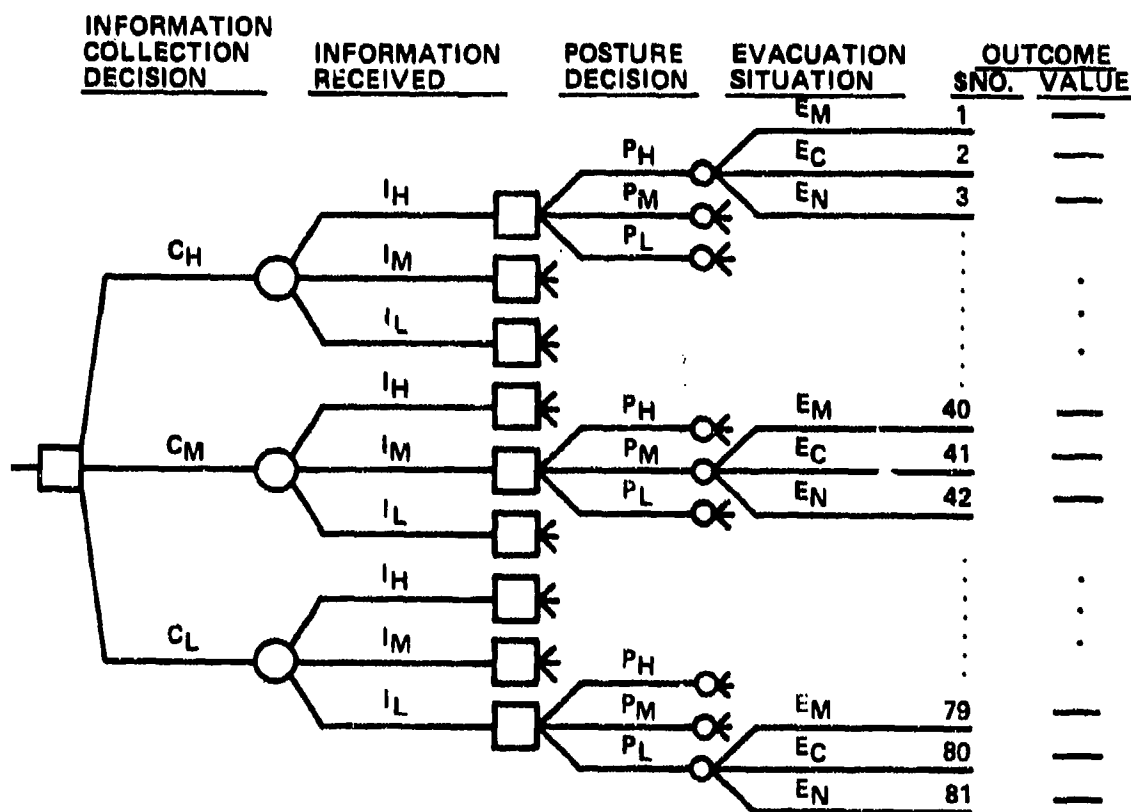 INFORMATION COLLECTION DECISION
INFORMATION RECEIVED
POSTURE DECISION
EVACUATION SITUATION
OUTCOME
$NO. VALUE
EM 1
PH EC 2
IH PM EN 3
PL
CH IM
IL
IH PH EM 40
CM IM PM EC 41
PL EN 42
IL
IH
CL IM PH
IL PM EM 79
PL EC 80
EN 81